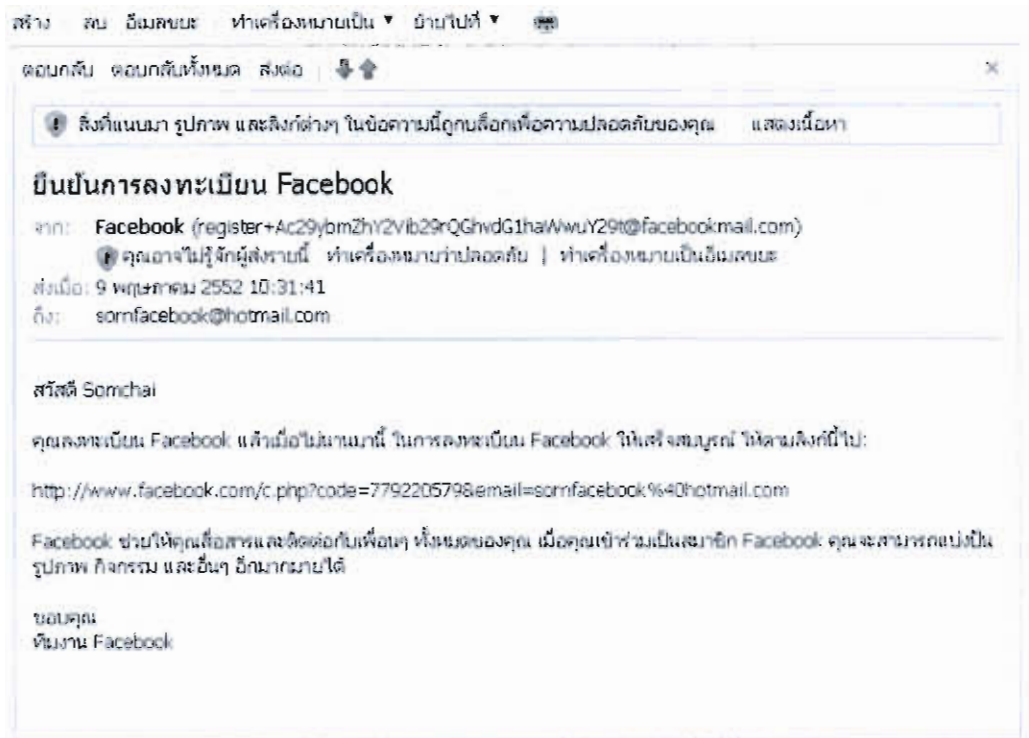 สร้าง ลบ อีเมลขยะ ทำเครื่องหมายเป็น ▼ ย้ายไปที่ ▼
ตอบกลับ ตอบกลับทั้งหมด ส่งต่อ
สิ่งที่แนบมา รูปภาพ และลิงก์ต่างๆ ในข้อความนี้ถูกบล็อกเพื่อความปลอดภัยของคุณ แสดงเนื้อหา
ยืนยันการลงทะเบียน Facebook
จาก: Facebook (register+Ac29ybmZhY2Vib29rQGhvdG1haWwuY29t@facebookmail.com)
คุณอาจไม่รู้จักผู้ส่งรายนี้ ทำเครื่องหมายว่าปลอดภัย | ทำเครื่องหมายเป็นอีเมลขยะ
ส่งเมื่อ: 9 พฤษภาคม 2552 10:31:41
ถึง: sornfacebook@hotmail.com
สวัสดี Somchai
คุณลงทะเบียน Facebook แล้วเมื่อไม่นานมานี้ ในการลงทะเบียน Facebook ให้เสร็จสมบูรณ์ ให้ตามลิงก์นี้ไป:
http://www.facebook.com/c.php?code=779220579&email=sornfacebook%40hotmail.com
Facebook ช่วยให้คุณสื่อสารและติดต่อกับเพื่อนๆ ทั้งหมดของคุณ เมื่อคุณเข้าร่วมเป็นสมาชิก Facebook คุณจะสามารถแบ่งปัน
รูปภาพ กิจกรรม และอื่นๆ อีกมากมายได้
ขอบคุณ
ทีมงาน Facebook